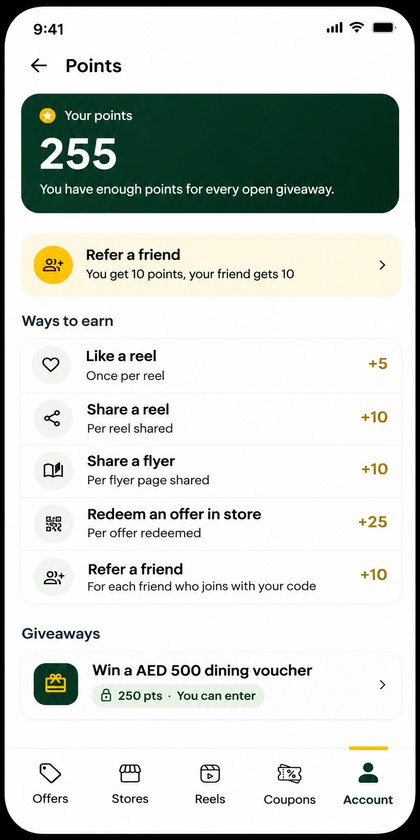 9:41
Points
Your points
255
You have enough points for every open giveaway.
Refer a friend
You get 10 points, your friend gets 10
Ways to earn
Like a reel
Once per reel
+5
Share a reel
Per reel shared
+10
Share a flyer
Per flyer page shared
+10
Redeem an offer in store
Per offer redeemed
+25
Refer a friend
For each friend who joins with your code
+10
Giveaways
Win a AED 500 dining voucher
250 pts · You can enter
Offers
Stores
Reels
Coupons
Account